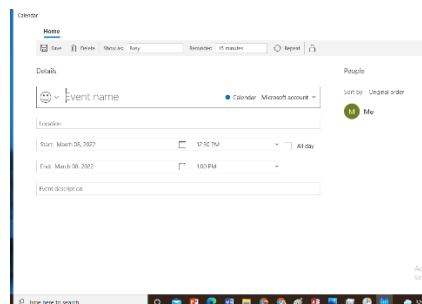 Calendar
Home
Save Delete Show as: Busy Reminder: 15 minutes Repeat
Details People
Event name Calendar - Microsoft account Sort by Original order
M Me
Location
Start: March 08, 2022 12:30 PM All day
End: March 08, 2022 1:00 PM
Event description
Type here to search